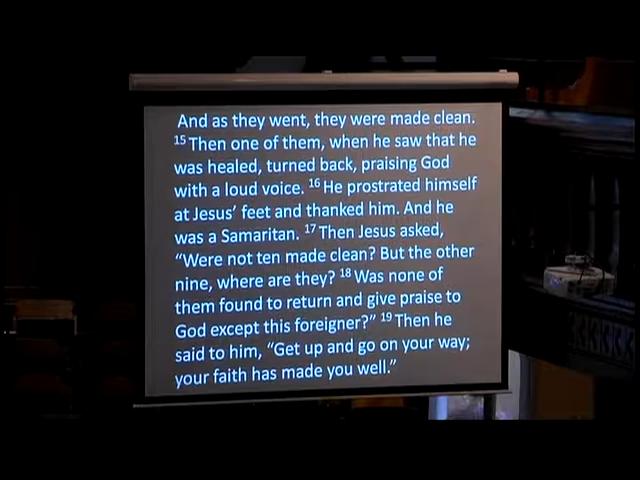 And as they went, they were made clean.
15 Then one of them, when he saw that he
was healed, turned back, praising God
with a loud voice. 16 He prostrated himself
at Jesus’ feet and thanked him. And he
was a Samaritan. 17 Then Jesus asked,
“Were not ten made clean? But the other
nine, where are they? 18 Was none of
them found to return and give praise to
God except this foreigner?” 19 Then he
said to him, “Get up and go on your way;
your faith has made you well.”